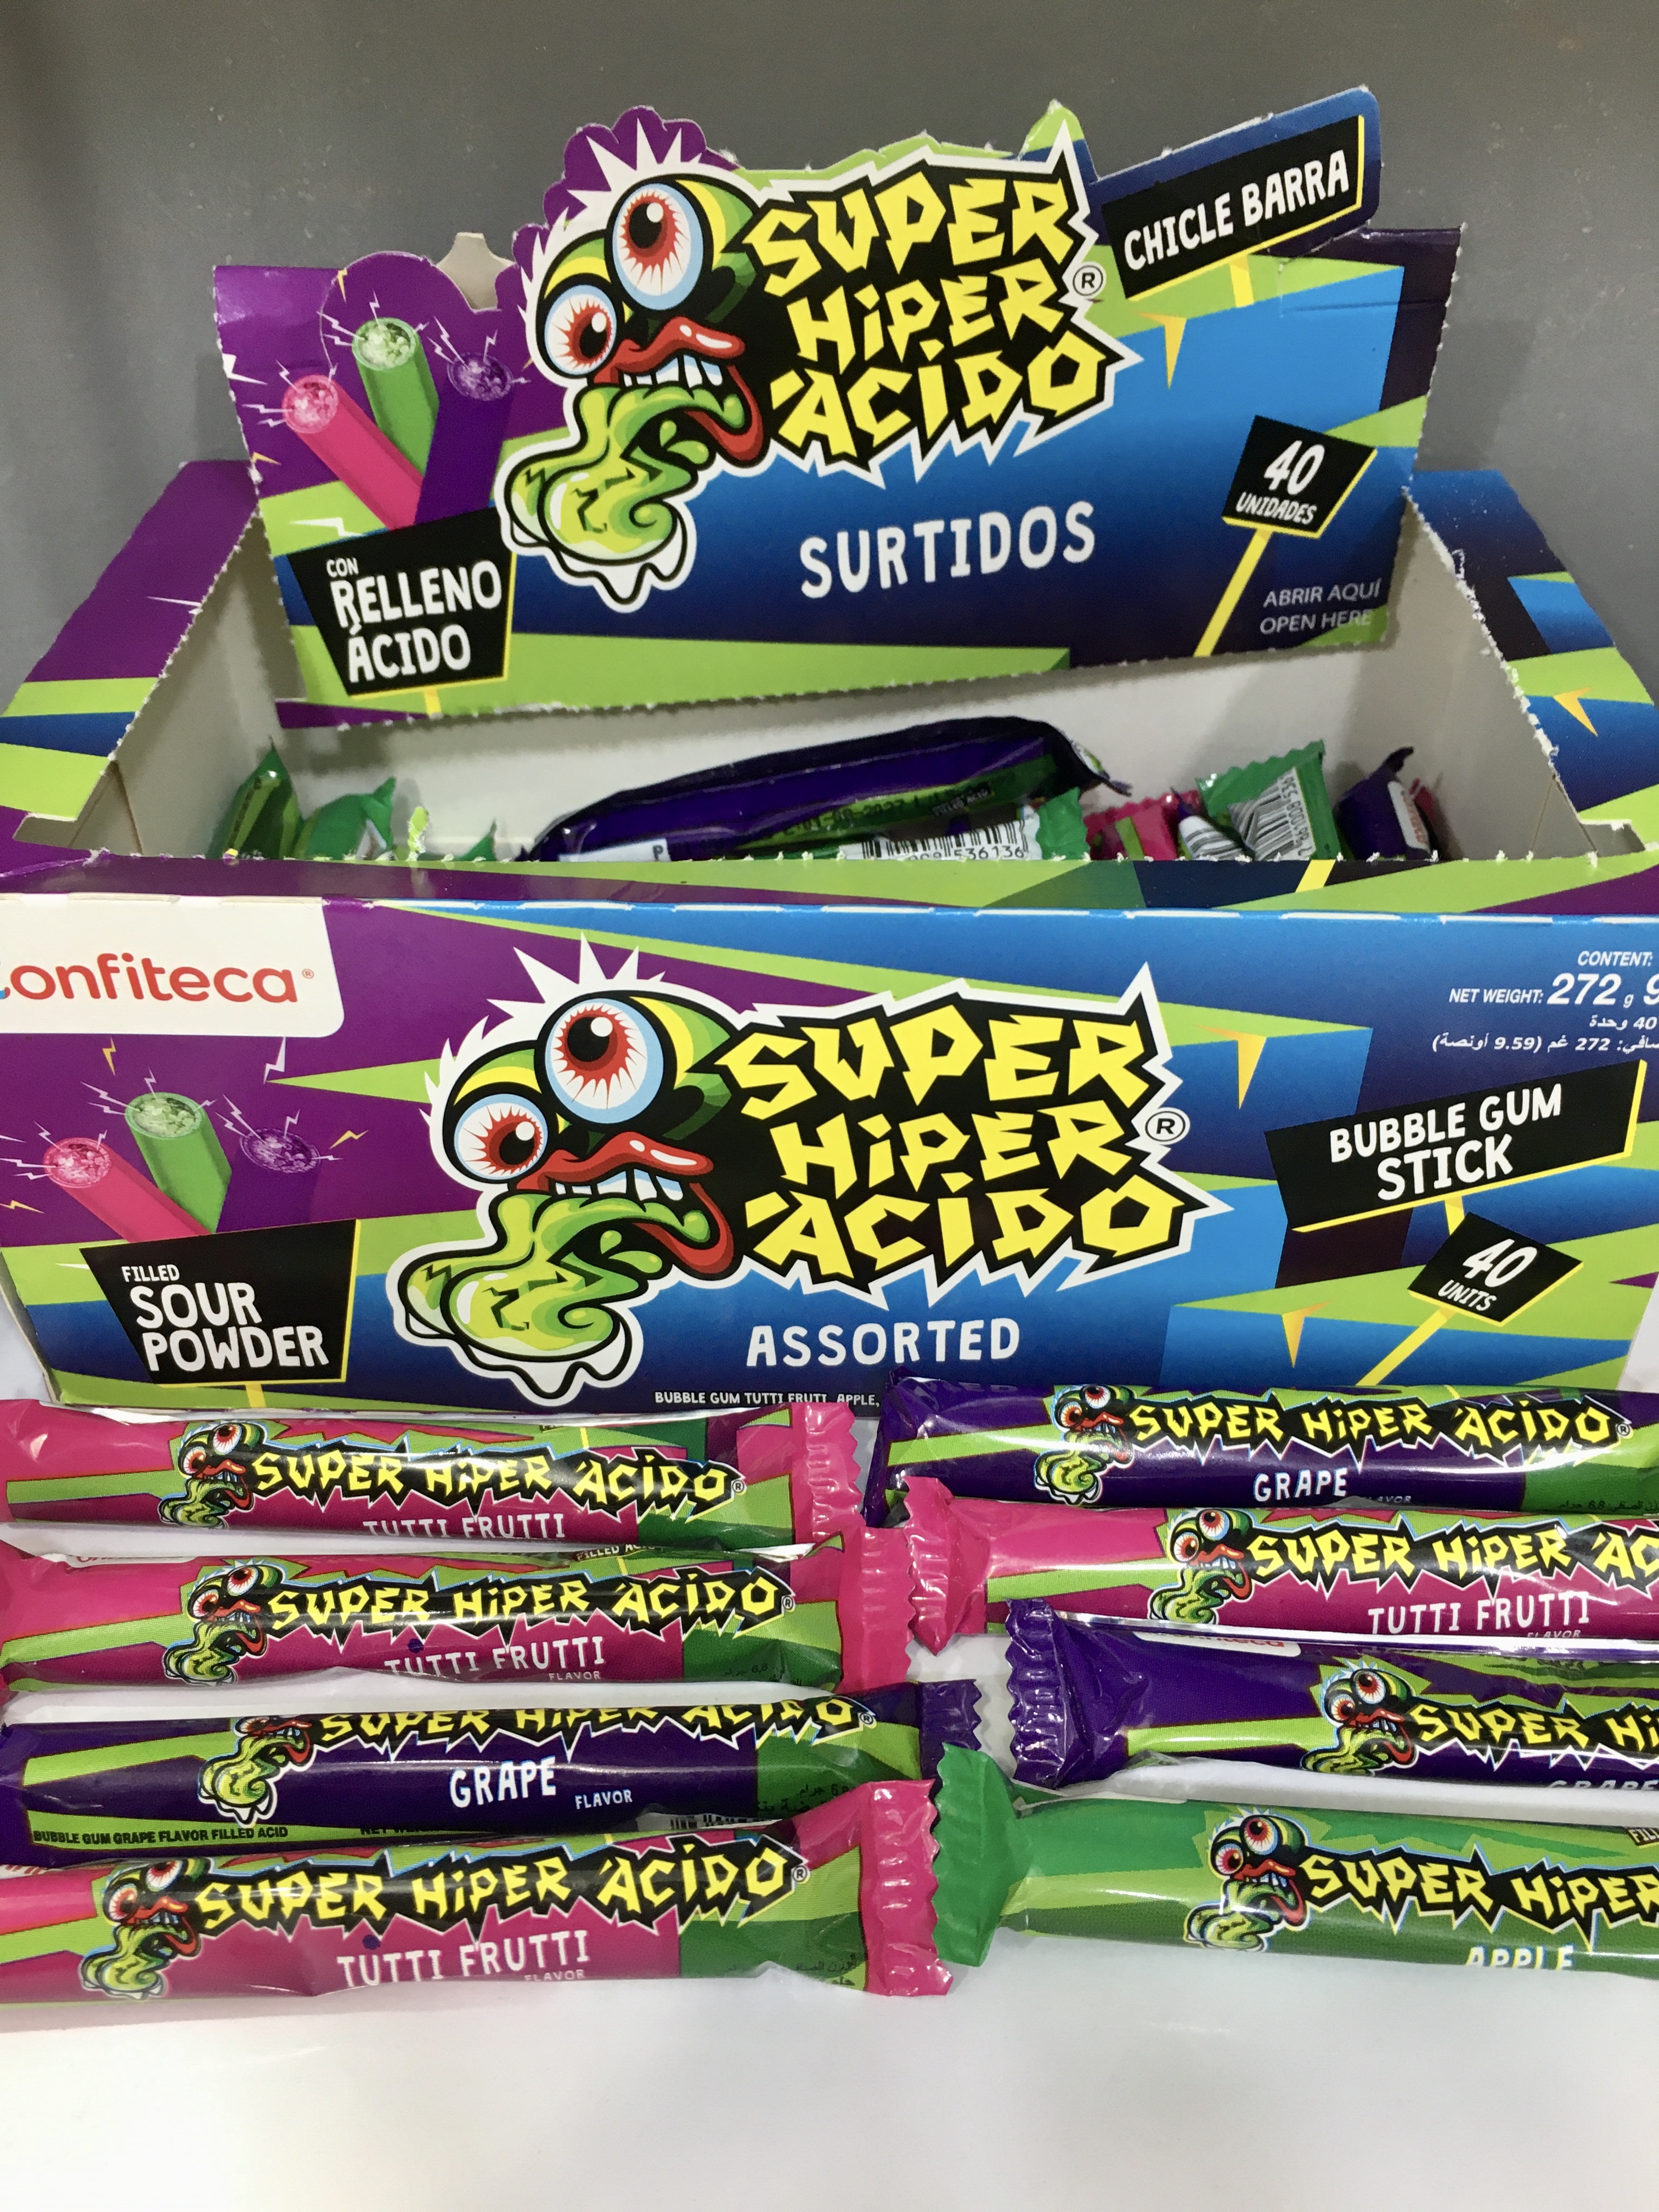 SUPER
HiPER
ÁCiDO®
CHICLE BARRA
SURTIDOS
40
UNIDADES
CON
RELLENO
ÁCIDO
ABRIR AQUÍ
OPEN HERE
536136
Confiteca®
CONTENT:
NET WEIGHT: 272 g
40 وحدة
272 غم (9.59 أونصة)
SUPER
HiPER
ÁCiDO®
BUBBLE GUM
STICK
40
UNITS
FILLED
SOUR
POWDER
ASSORTED
BUBBLE GUM TUTTI FRUTI, APPLE,
SUPER HiPER ÁCiDO®
TUTTI FRUTTI
SUPER HiPER ÁCiDO®
GRAPE
FLAVOR
SUPER HiPER ÁCiDO®
TUTTI FRUTTI
FLAVOR
SUPER HiPER
TUTTI FRUTTI
FLAVOR
SUPER HiPER ÁCiDO®
GRAPE
FLAVOR
BUBBLE GUM GRAPE FLAVOR FILLED ACID
SUPER
GRAPE
SUPER HiPER ÁCiDO®
TUTTI FRUTTI
FLAVOR
SUPER HiPER
APPLE